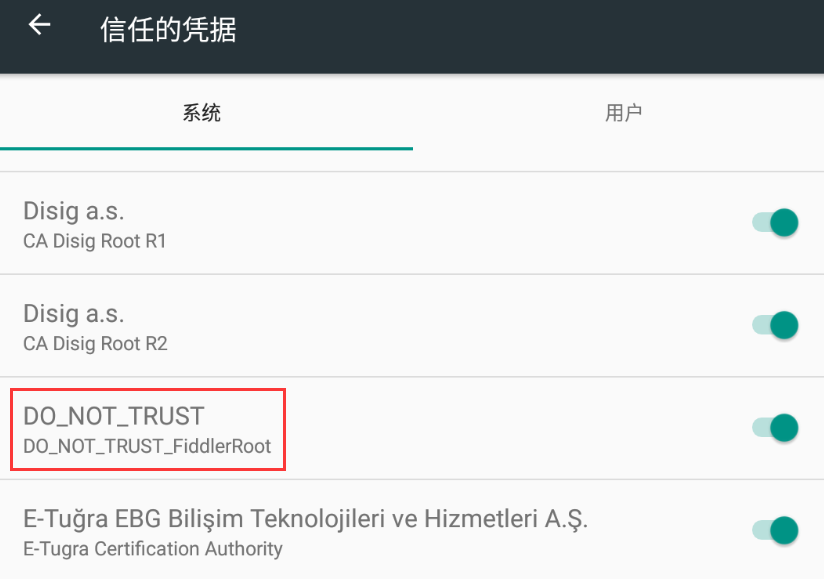 信任的凭据
系统
用户
Disig a.s.
CA Disig Root R1
Disig a.s.
CA Disig Root R2
DO_NOT_TRUST
DO_NOT_TRUST_FiddlerRoot
E-Tuğra EBG Bilişim Teknolojileri ve Hizmetleri A.Ş.
E-Tugra Certification Authority